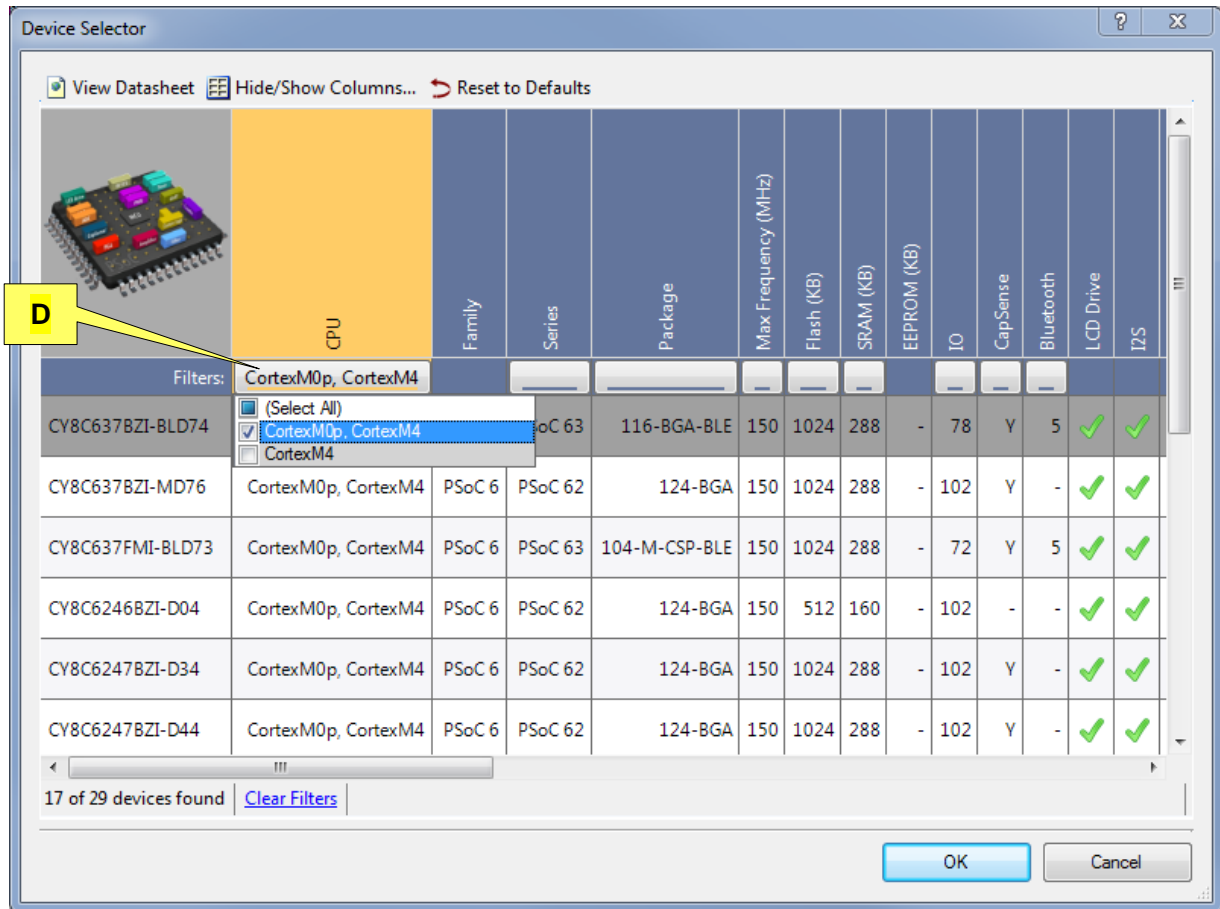 Device Selector
View Datasheet Hide/Show Columns... Reset to Defaults
CPU Family Series Package Max Frequency (MHz) Flash (KB) SRAM (KB) EEPROM (KB) IO CapSense Bluetooth LCD Drive I2S
D
Filters: CortexM0p, CortexM4
(Select All)
CY8C637BZI-BLD74 CortexM0p, CortexM4 oC 63 116-BGA-BLE 150 1024 288 - 78 Y 5
CortexM4
CY8C637BZI-MD76 CortexM0p, CortexM4 PSoC 6 PSoC 62 124-BGA 150 1024 288 - 102 Y -
CY8C637FMI-BLD73 CortexM0p, CortexM4 PSoC 6 PSoC 63 104-M-CSP-BLE 150 1024 288 - 72 Y 5
CY8C6246BZI-D04 CortexM0p, CortexM4 PSoC 6 PSoC 62 124-BGA 150 512 160 - 102 - -
CY8C6247BZI-D34 CortexM0p, CortexM4 PSoC 6 PSoC 62 124-BGA 150 1024 288 - 102 Y -
CY8C6247BZI-D44 CortexM0p, CortexM4 PSoC 6 PSoC 62 124-BGA 150 1024 288 - 102 Y -
17 of 29 devices found Clear Filters
OK Cancel